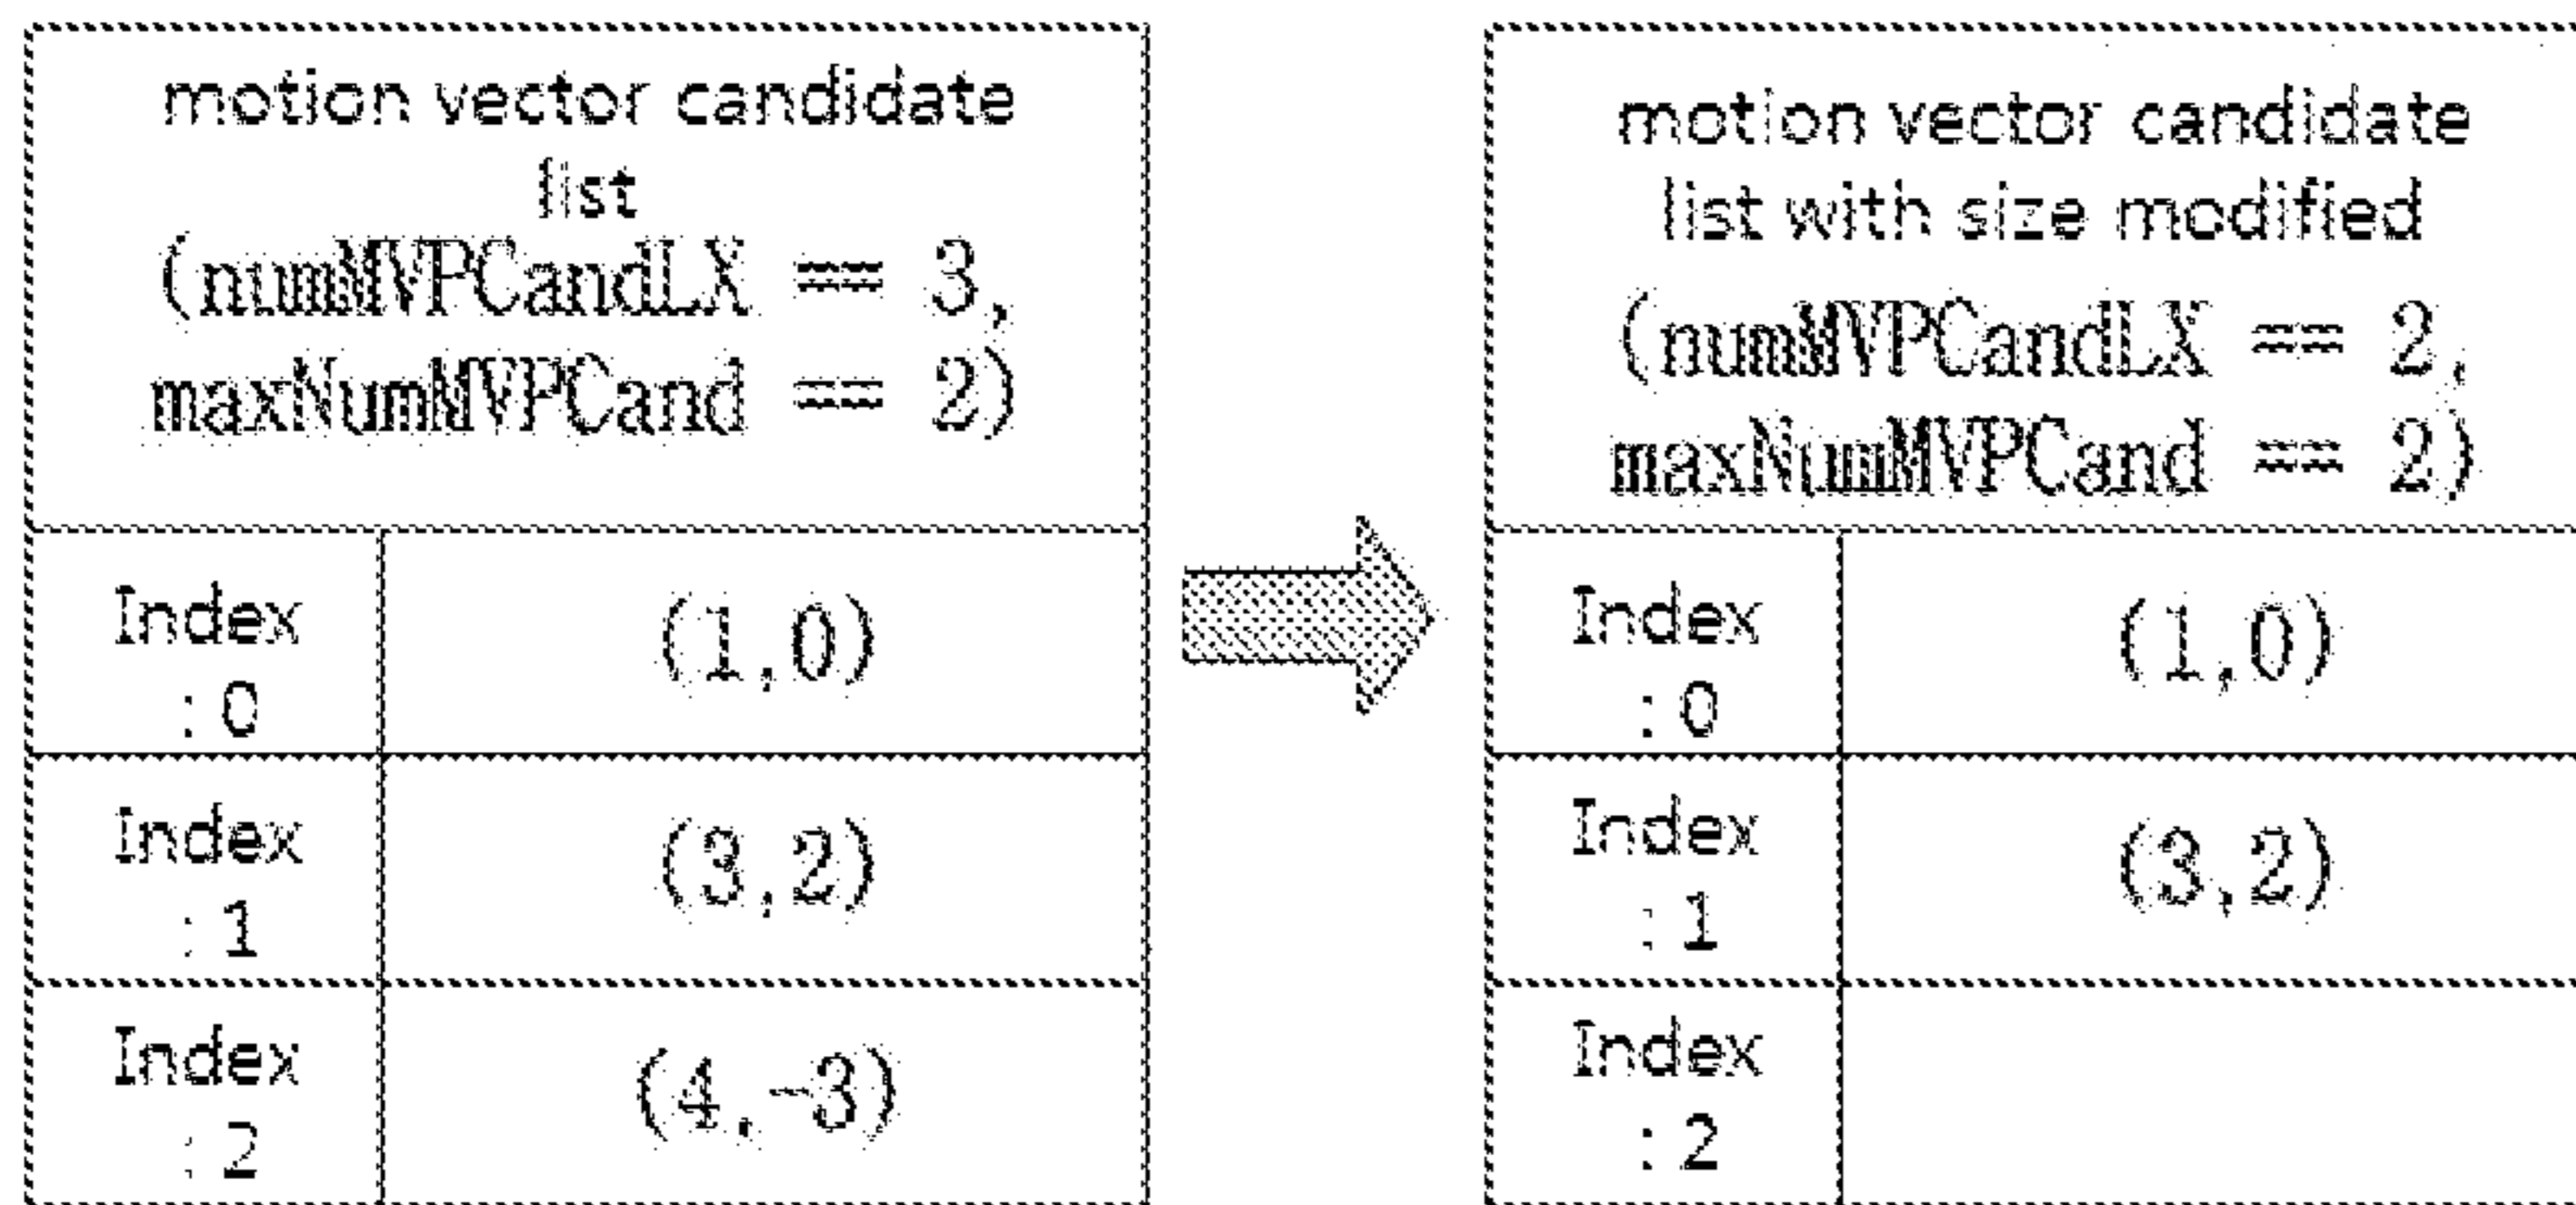 motion vector candidate
list
(numMVPCandLX == 3,
maxNumMVPCand == 2)
Index
: 0
(1,0)
Index
: 1
(3,2)
Index
: 2
(4,-3)
motion vector candidate
list with size modified
(numMVPCandLX == 2,
maxNumMVPCand == 2)
Index
: 0
(1,0)
Index
: 1
(3,2)
Index
: 2